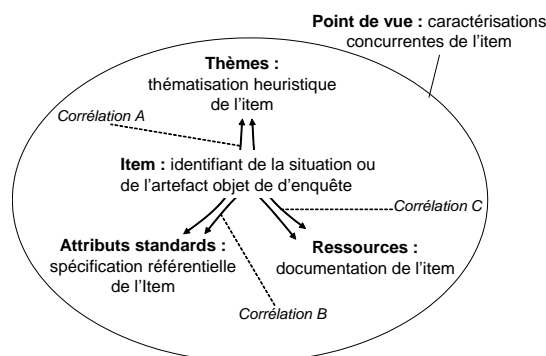 Point de vue : caractérisations
concurrentes de l'item
Thèmes :
thématisation heuristique
de l'item
Corrélation A
Item : identifiant de la situation ou
de l'artefact objet de d'enquête
Corrélation C
Attributs standards :
spécification référentielle
de l'Item
Ressources :
documentation de l'item
Corrélation B